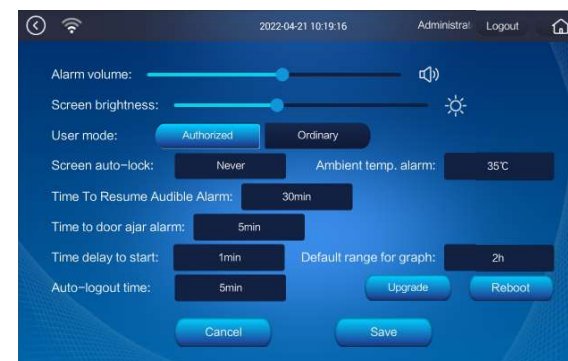 2022-04-21 10:19:16 Administrat Logout
Alarm volume:
Screen brightness:
User mode: Authorized Ordinary
Screen auto-lock: Never Ambient temp. alarm: 35℃
Time To Resume Audible Alarm: 30min
Time to door ajar alarm: 5min
Time delay to start: 1min Default range for graph: 2h
Auto-logout time: 5min Upgrade Reboot
Cancel Save